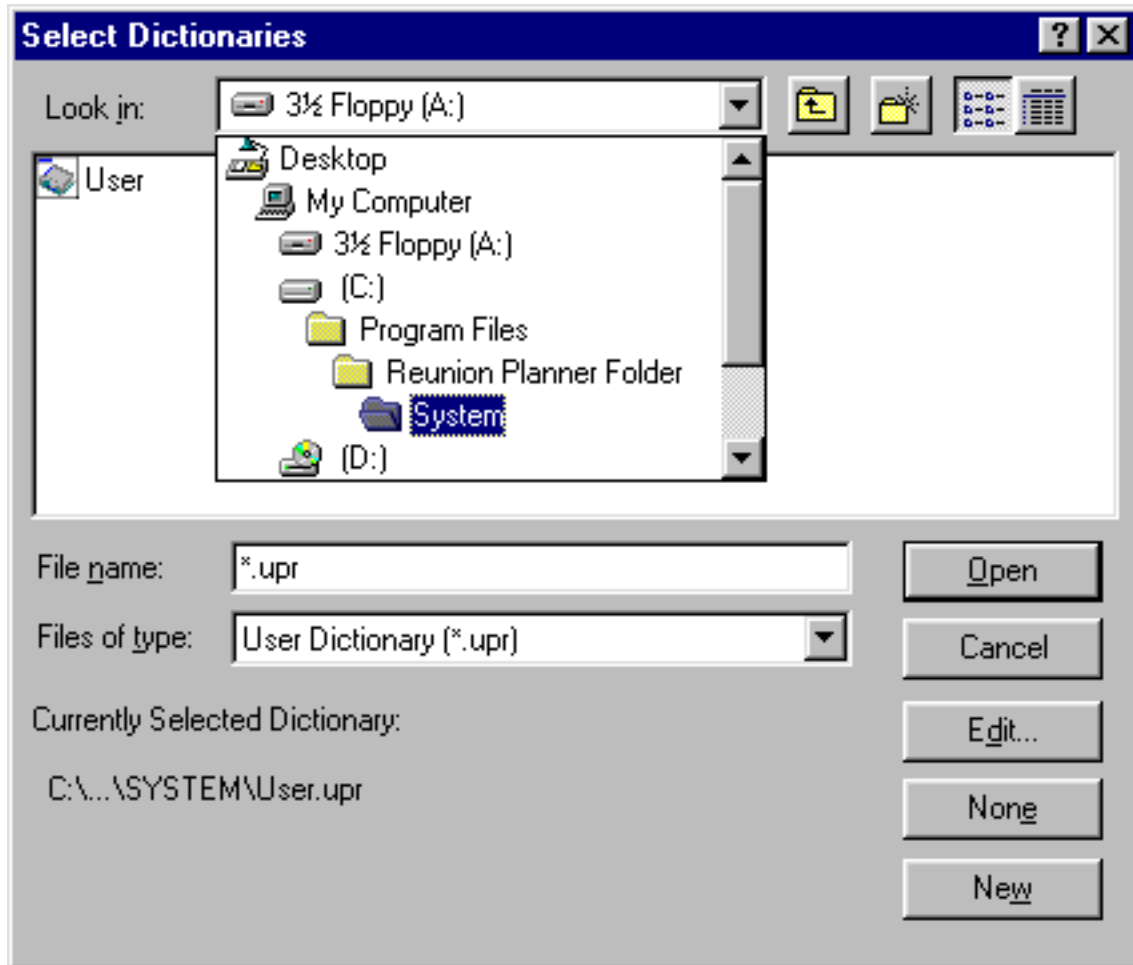 Select Dictionaries
Look in: 3½ Floppy (A:)
User
Desktop
My Computer
3½ Floppy (A:)
(C:)
Program Files
Reunion Planner Folder
System
(D:)
File name: *.upr
Open
Files of type: User Dictionary (*.upr)
Cancel
Currently Selected Dictionary:
Edit...
C:\...\SYSTEM\User.upr
None
New